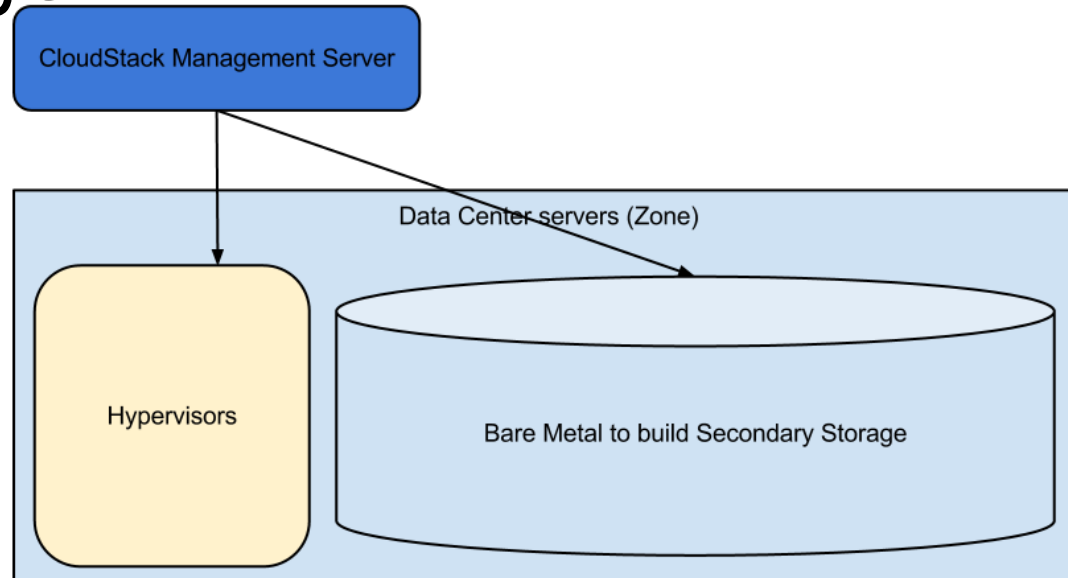 CloudStack Management Server
Data Center servers (Zone)
Hypervisors
Bare Metal to build Secondary Storage